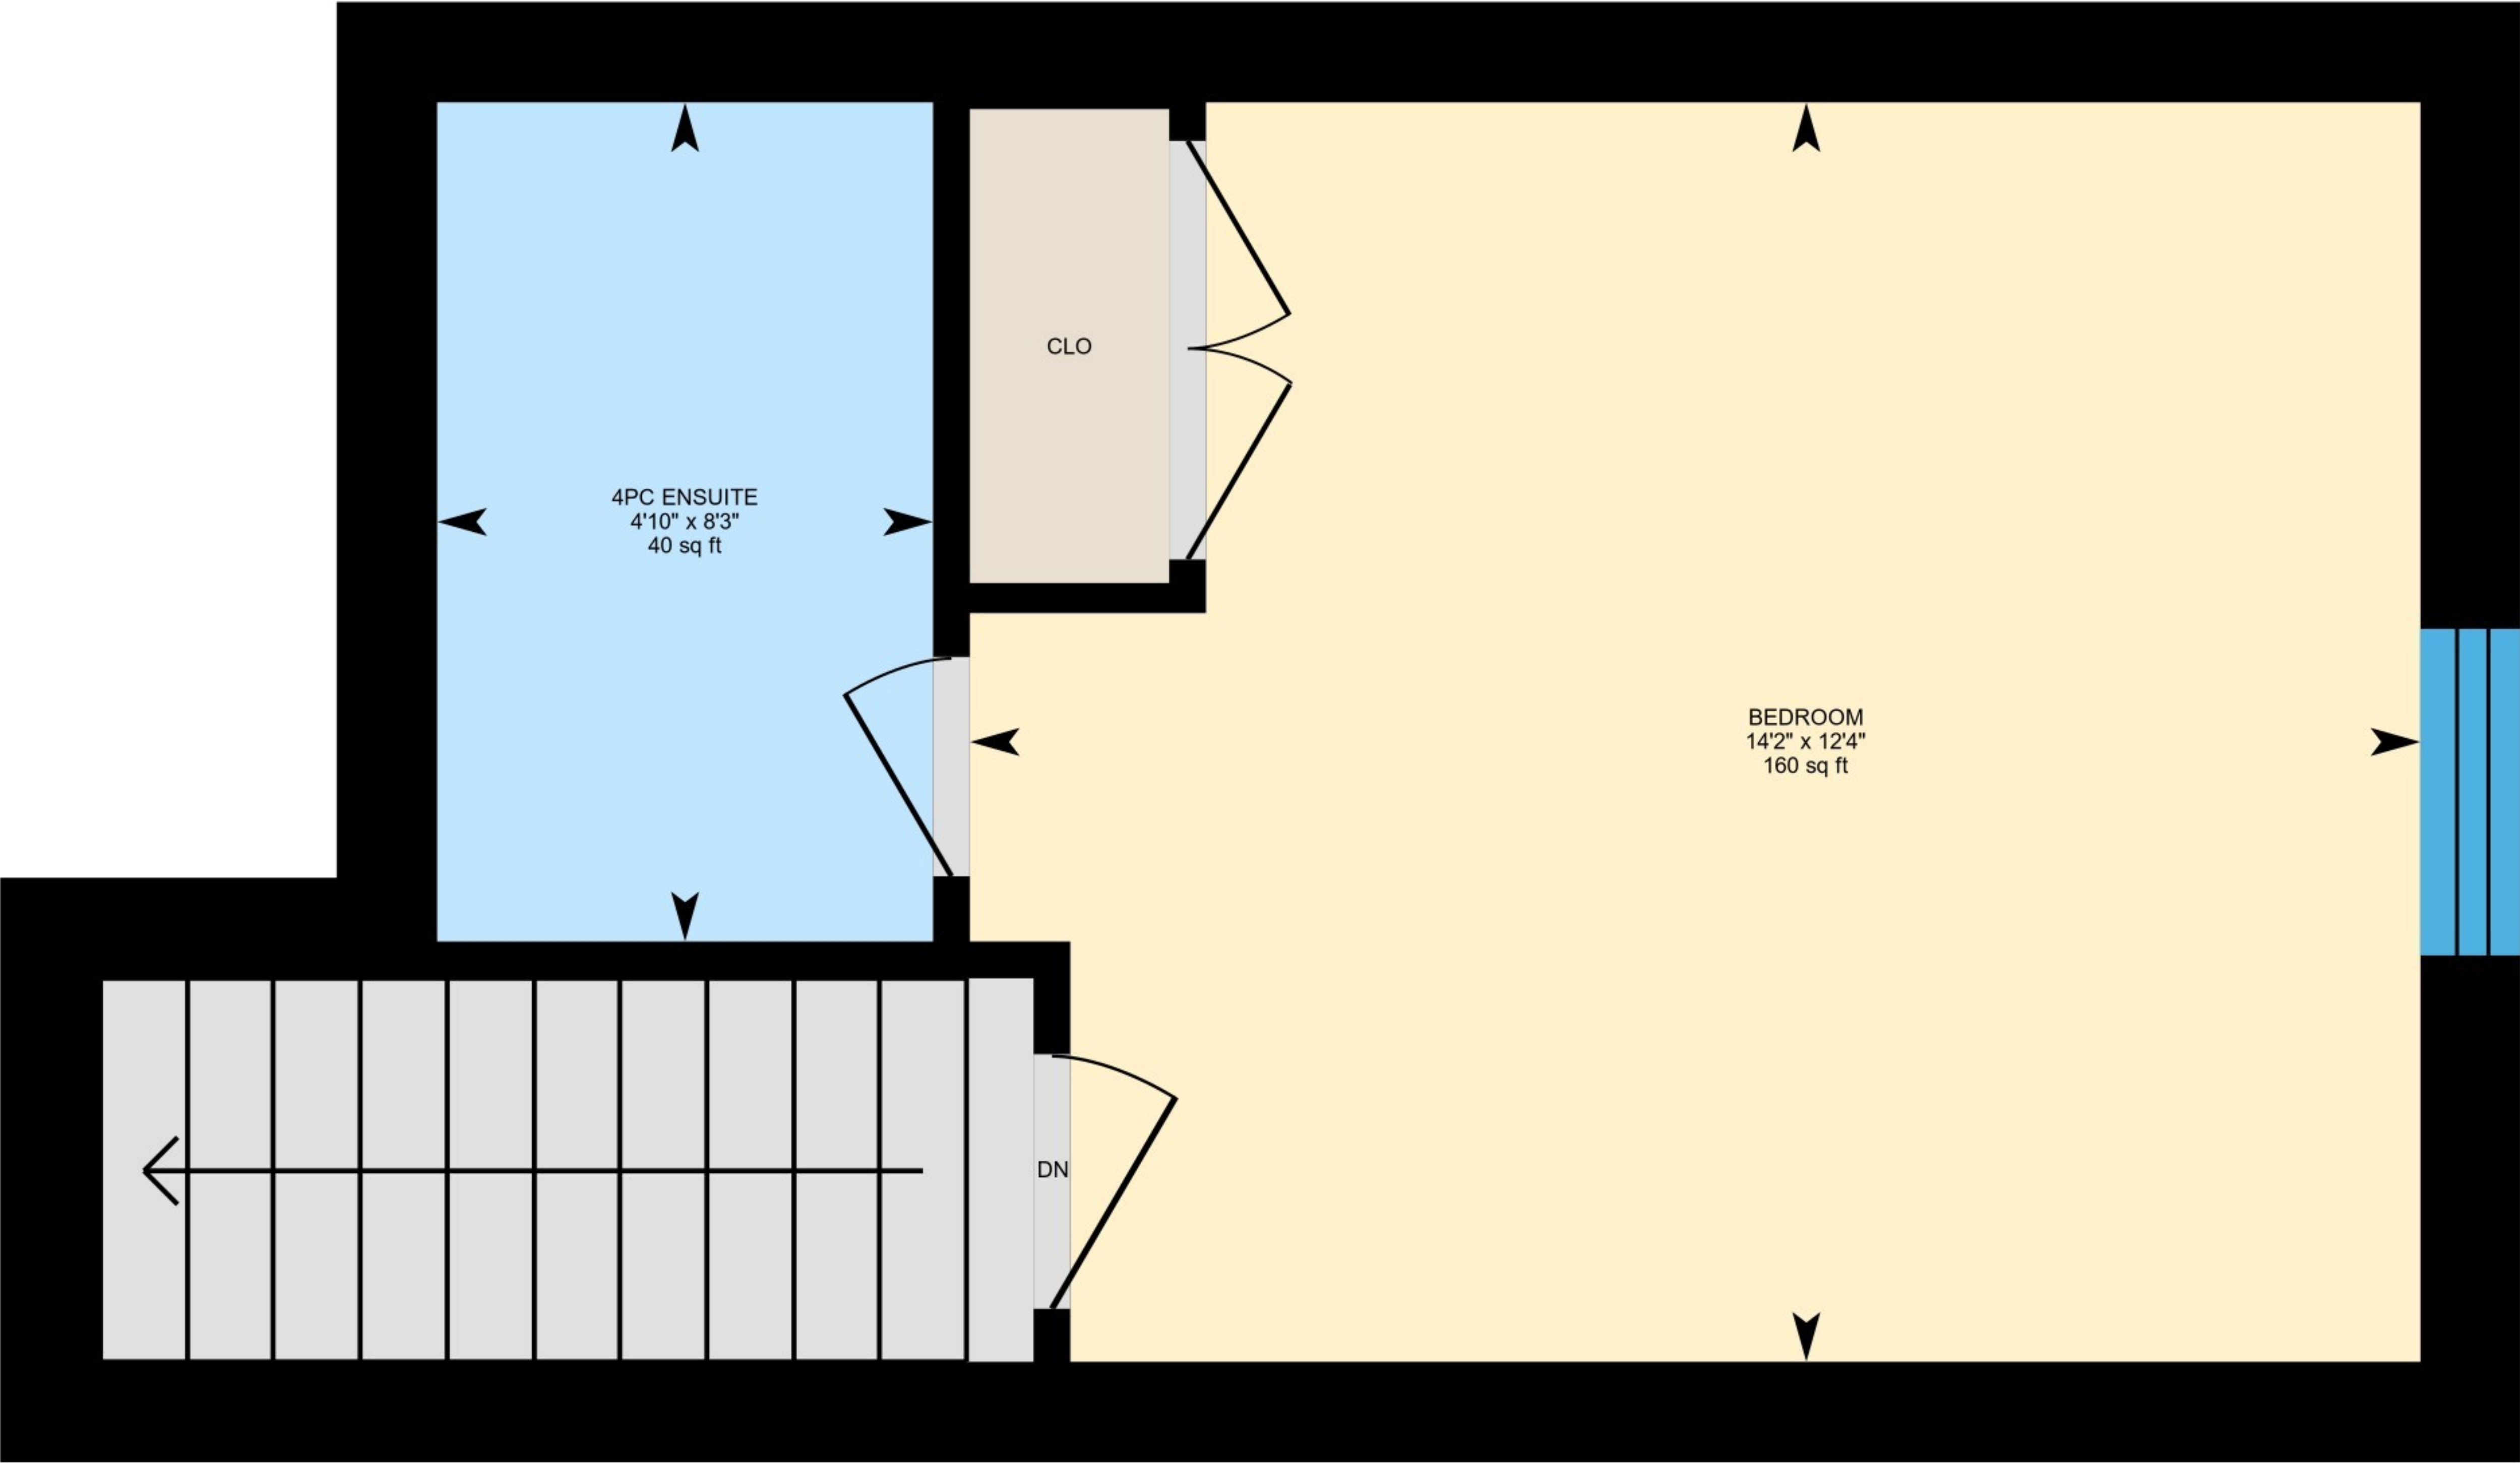 CLO
4PC ENSUITE
4'10" x 8'3"
40 sq ft
BEDROOM
14'2" x 12'4"
160 sq ft
DN